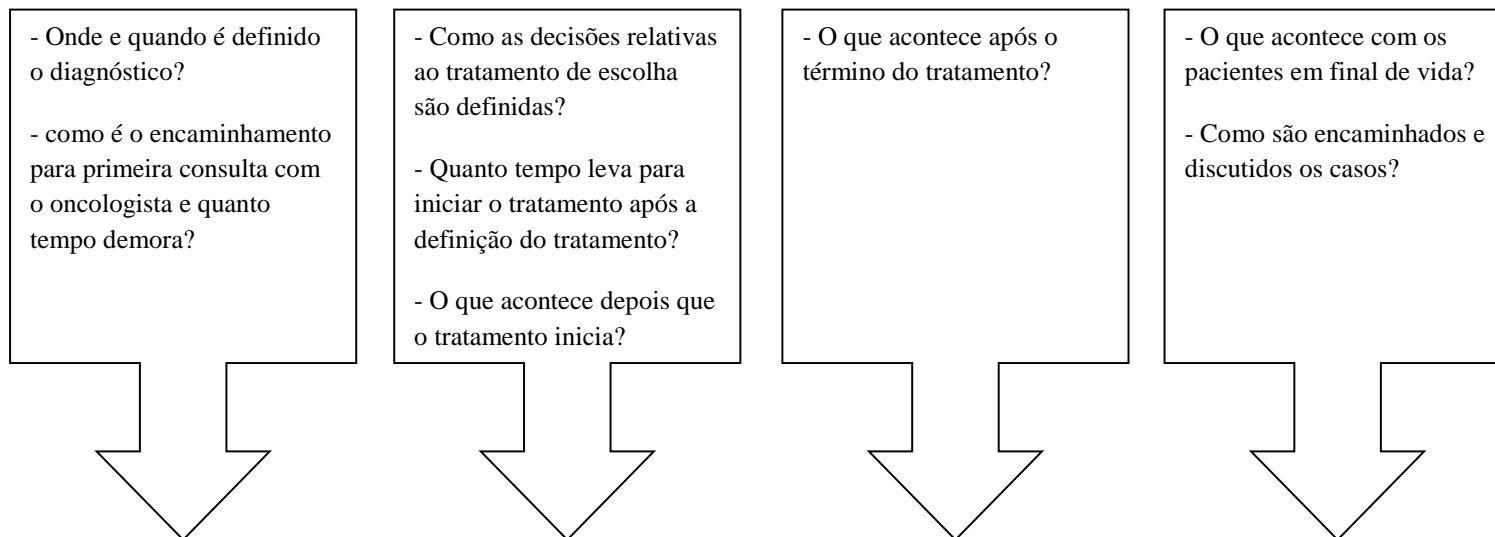 - Onde e quando é definido
o diagnóstico?
- como é o encaminhamento
para primeira consulta com
o oncologista e quanto
tempo demora?
- Como as decisões relativas
ao tratamento de escolha
são definidas?
- Quanto tempo leva para
iniciar o tratamento após a
definição do tratamento?
- O que acontece depois que
o tratamento inicia?
- O que acontece após o
término do tratamento?
- O que acontece com os
pacientes em final de vida?
- Como são encaminhados e
discutidos os casos?